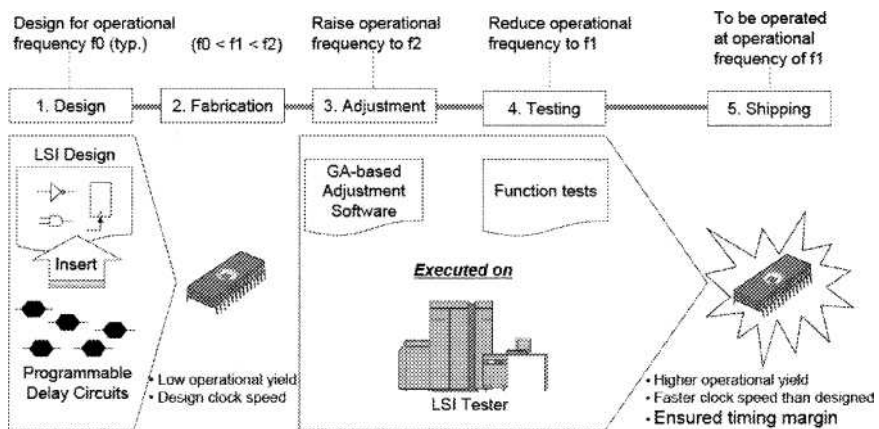 Design for operational
frequency f0 (typ.)
(f0 < f1 < f2)
Raise operational
frequency to f2
Reduce operational
frequency to f1
To be operated
at operational
frequency of f1
1. Design
2. Fabrication
3. Adjustment
4. Testing
5. Shipping
LSI Design
Insert
Programmable
Delay Circuits
• Low operational yield
• Design clock speed
GA-based
Adjustment
Software
Function tests
Executed on
LSI Tester
• Higher operational yield
• Faster clock speed than designed
• Ensured timing margin